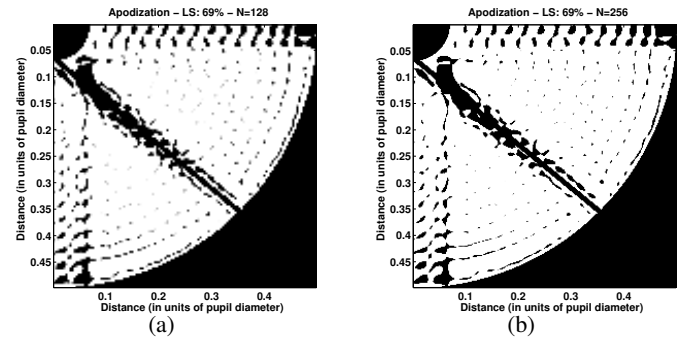 Apodization – LS: 69% – N=128
Distance (in units of pupil diameter)
0.05
0.1
0.15
0.2
0.25
0.3
0.35
0.4
0.45
0.1 0.2 0.3 0.4
Distance (in units of pupil diameter)
(a)
Apodization – LS: 69% – N=256
Distance (in units of pupil diameter)
0.05
0.1
0.15
0.2
0.25
0.3
0.35
0.4
0.45
0.1 0.2 0.3 0.4
Distance (in units of pupil diameter)
(b)